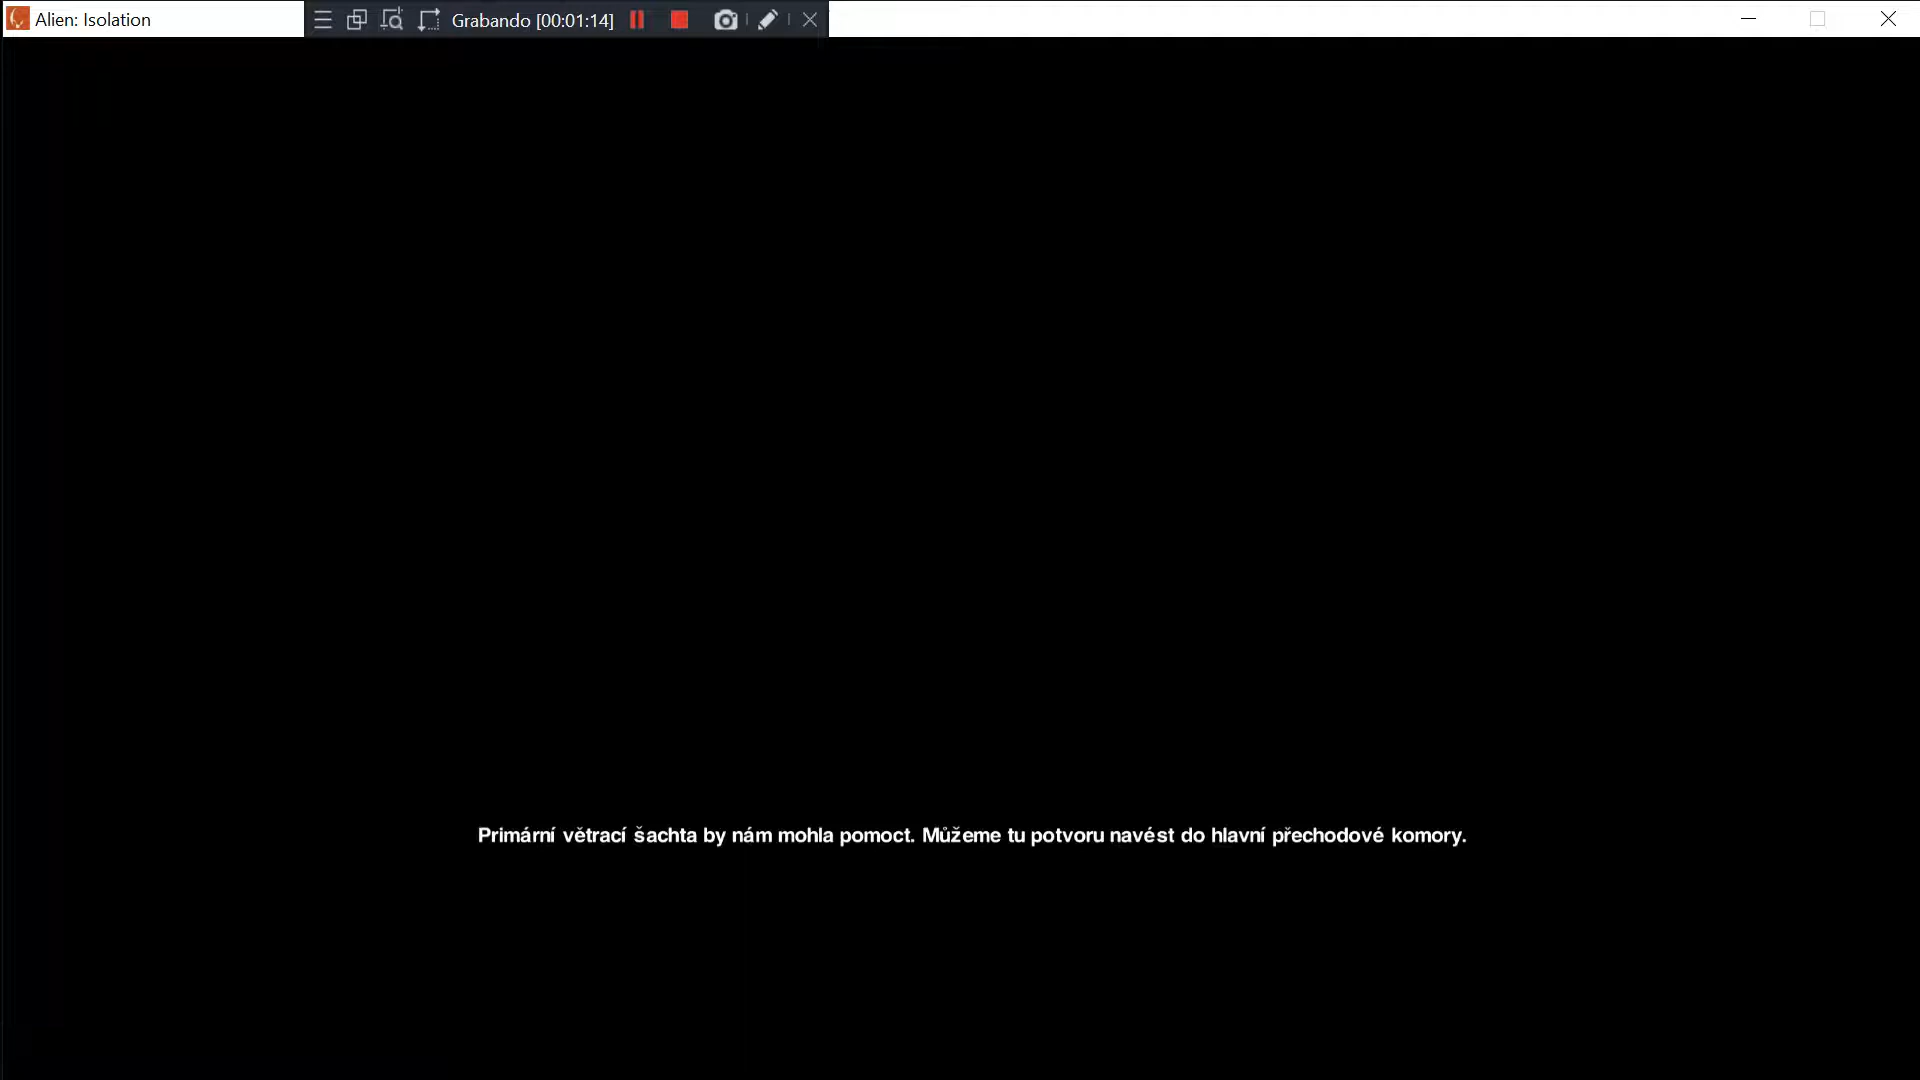 Alien: Isolation
Grabando [00:01:14]
Primární větrací šachta by nám mohla pomoct. Můžeme tu potvoru navést do hlavní přechodové komory.